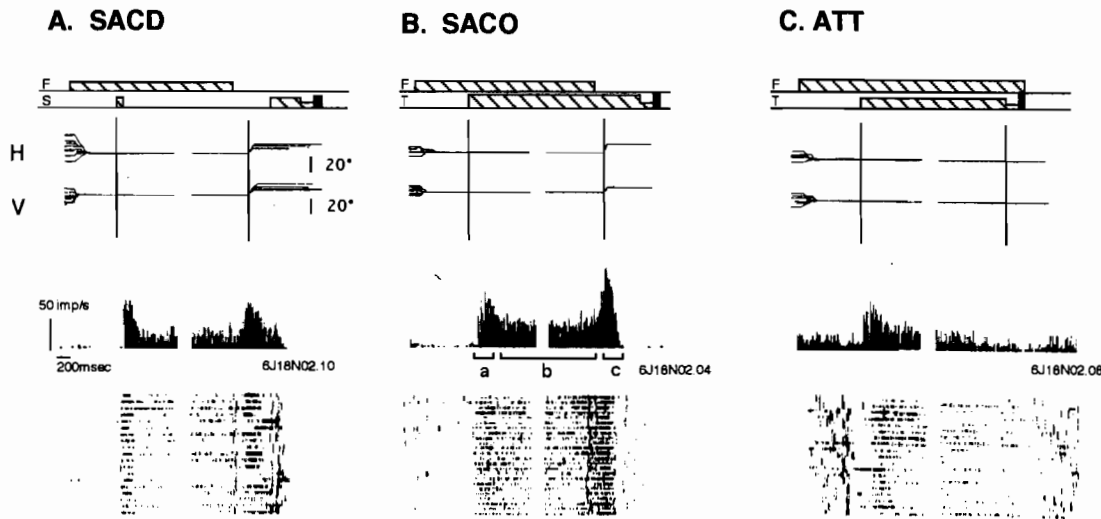 A. SACD
B. SACO
C. ATT
F
S
F
T
F
T
H
20°
V
20°
50 imp/s
200msec
6J18N02.10
a
b
c
6J18N02.04
6J18N02.08